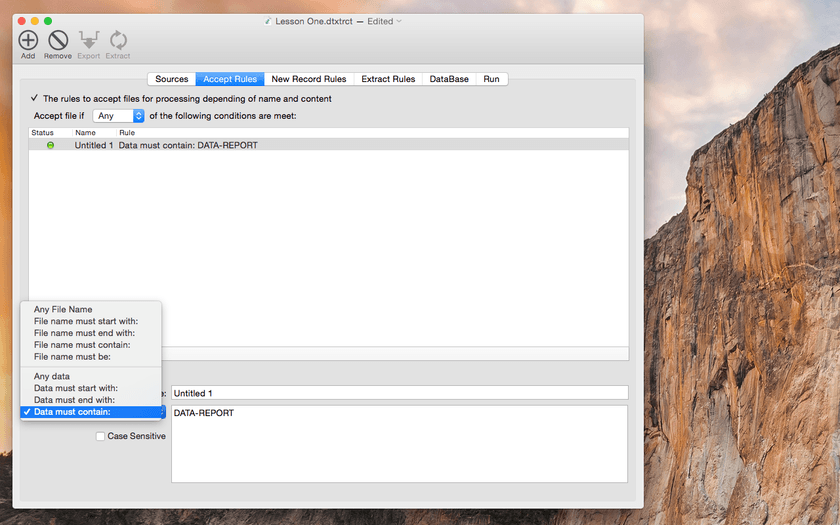 Lesson One.dtxtrct — Edited
Add Remove Export Extract
Sources Accept Rules New Record Rules Extract Rules DataBase Run
The rules to accept files for processing depending of name and content
Accept file if Any of the following conditions are meet:
Status Name Rule
Untitled 1 Data must contain: DATA-REPORT
Any File Name
File name must start with:
File name must end with:
File name must contain:
File name must be:
Any data
Data must start with:
Data must end with:
Data must contain:
Untitled 1
DATA-REPORT
Case Sensitive